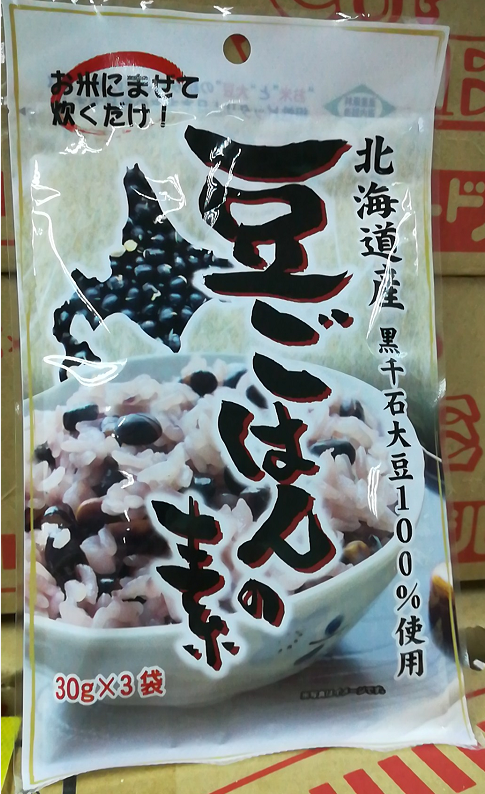 お米にまぜて
炊くだけ！
北海道産 黒千石大豆100%使用
豆ごはんの素
30g×3袋